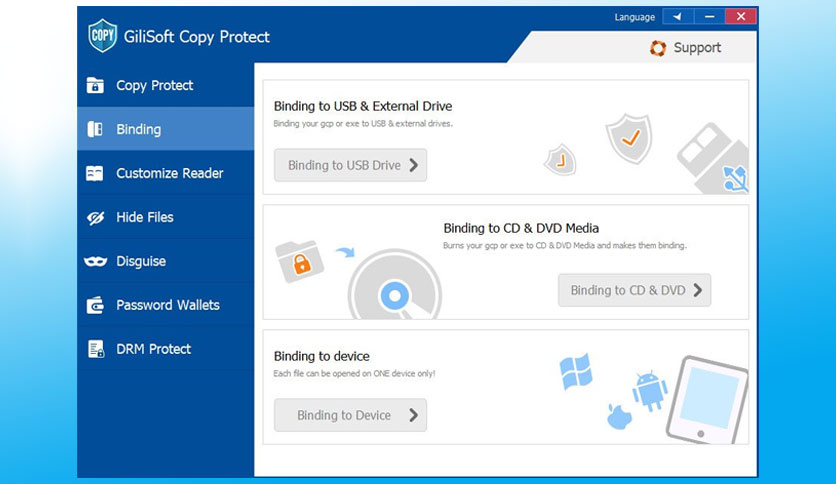 Language
COPY
GiliSoft Copy Protect
Support
Copy Protect
Binding
Customize Reader
Hide Files
Disguise
Password Wallets
DRM Protect
Binding to USB & External Drive
Binding your gcp or exe to USB & external drives.
Binding to USB Drive
Binding to CD & DVD Media
Burns your gcp or exe to CD & DVD Media and makes them binding.
Binding to CD & DVD
Binding to device
Each file can be opened on ONE device only!
Binding to Device